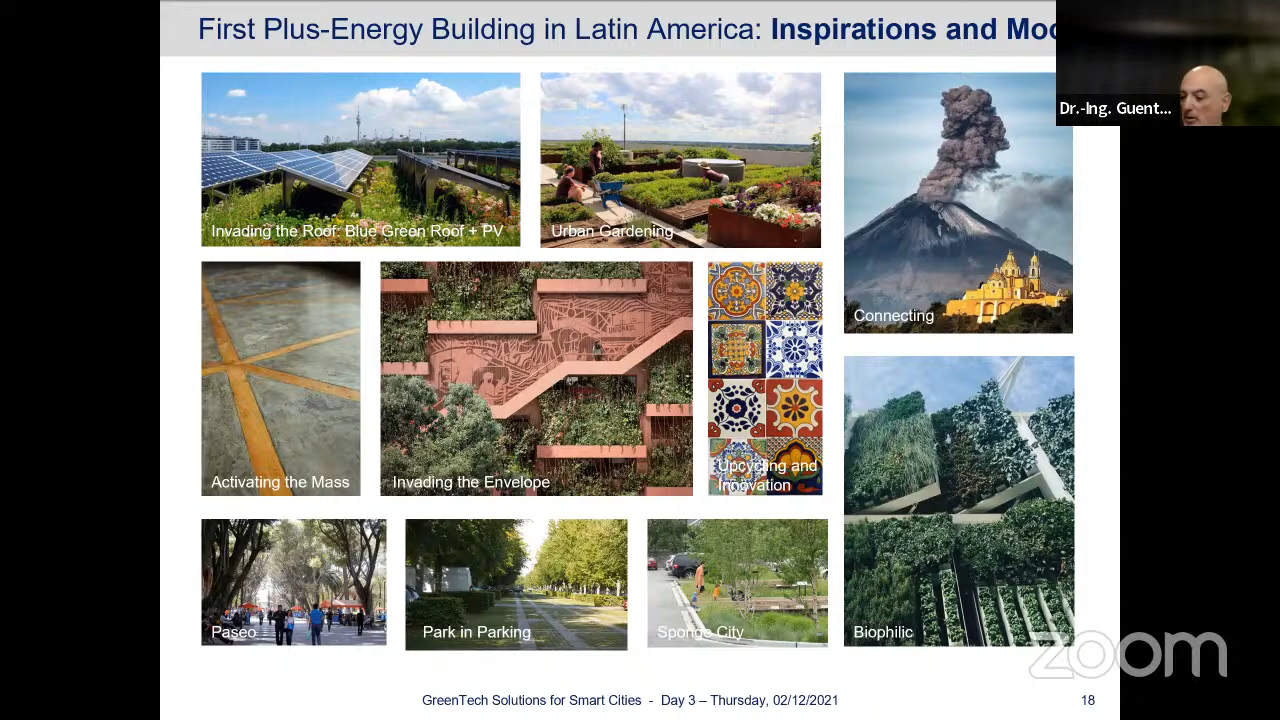 First Plus-Energy Building in Latin America: Inspirations and
Dr.-Ing. Guent...
Invading the Roof: Blue Green Roof + PV
Urban Gardening
Connecting
Activating the Mass
Invading the Envelope
Upcycling and
Innovation
Paseo
Park in Parking
Sponge City
Biophilic
zoom
GreenTech Solutions for Smart Cities - Day 3 – Thursday, 02/12/2021
18